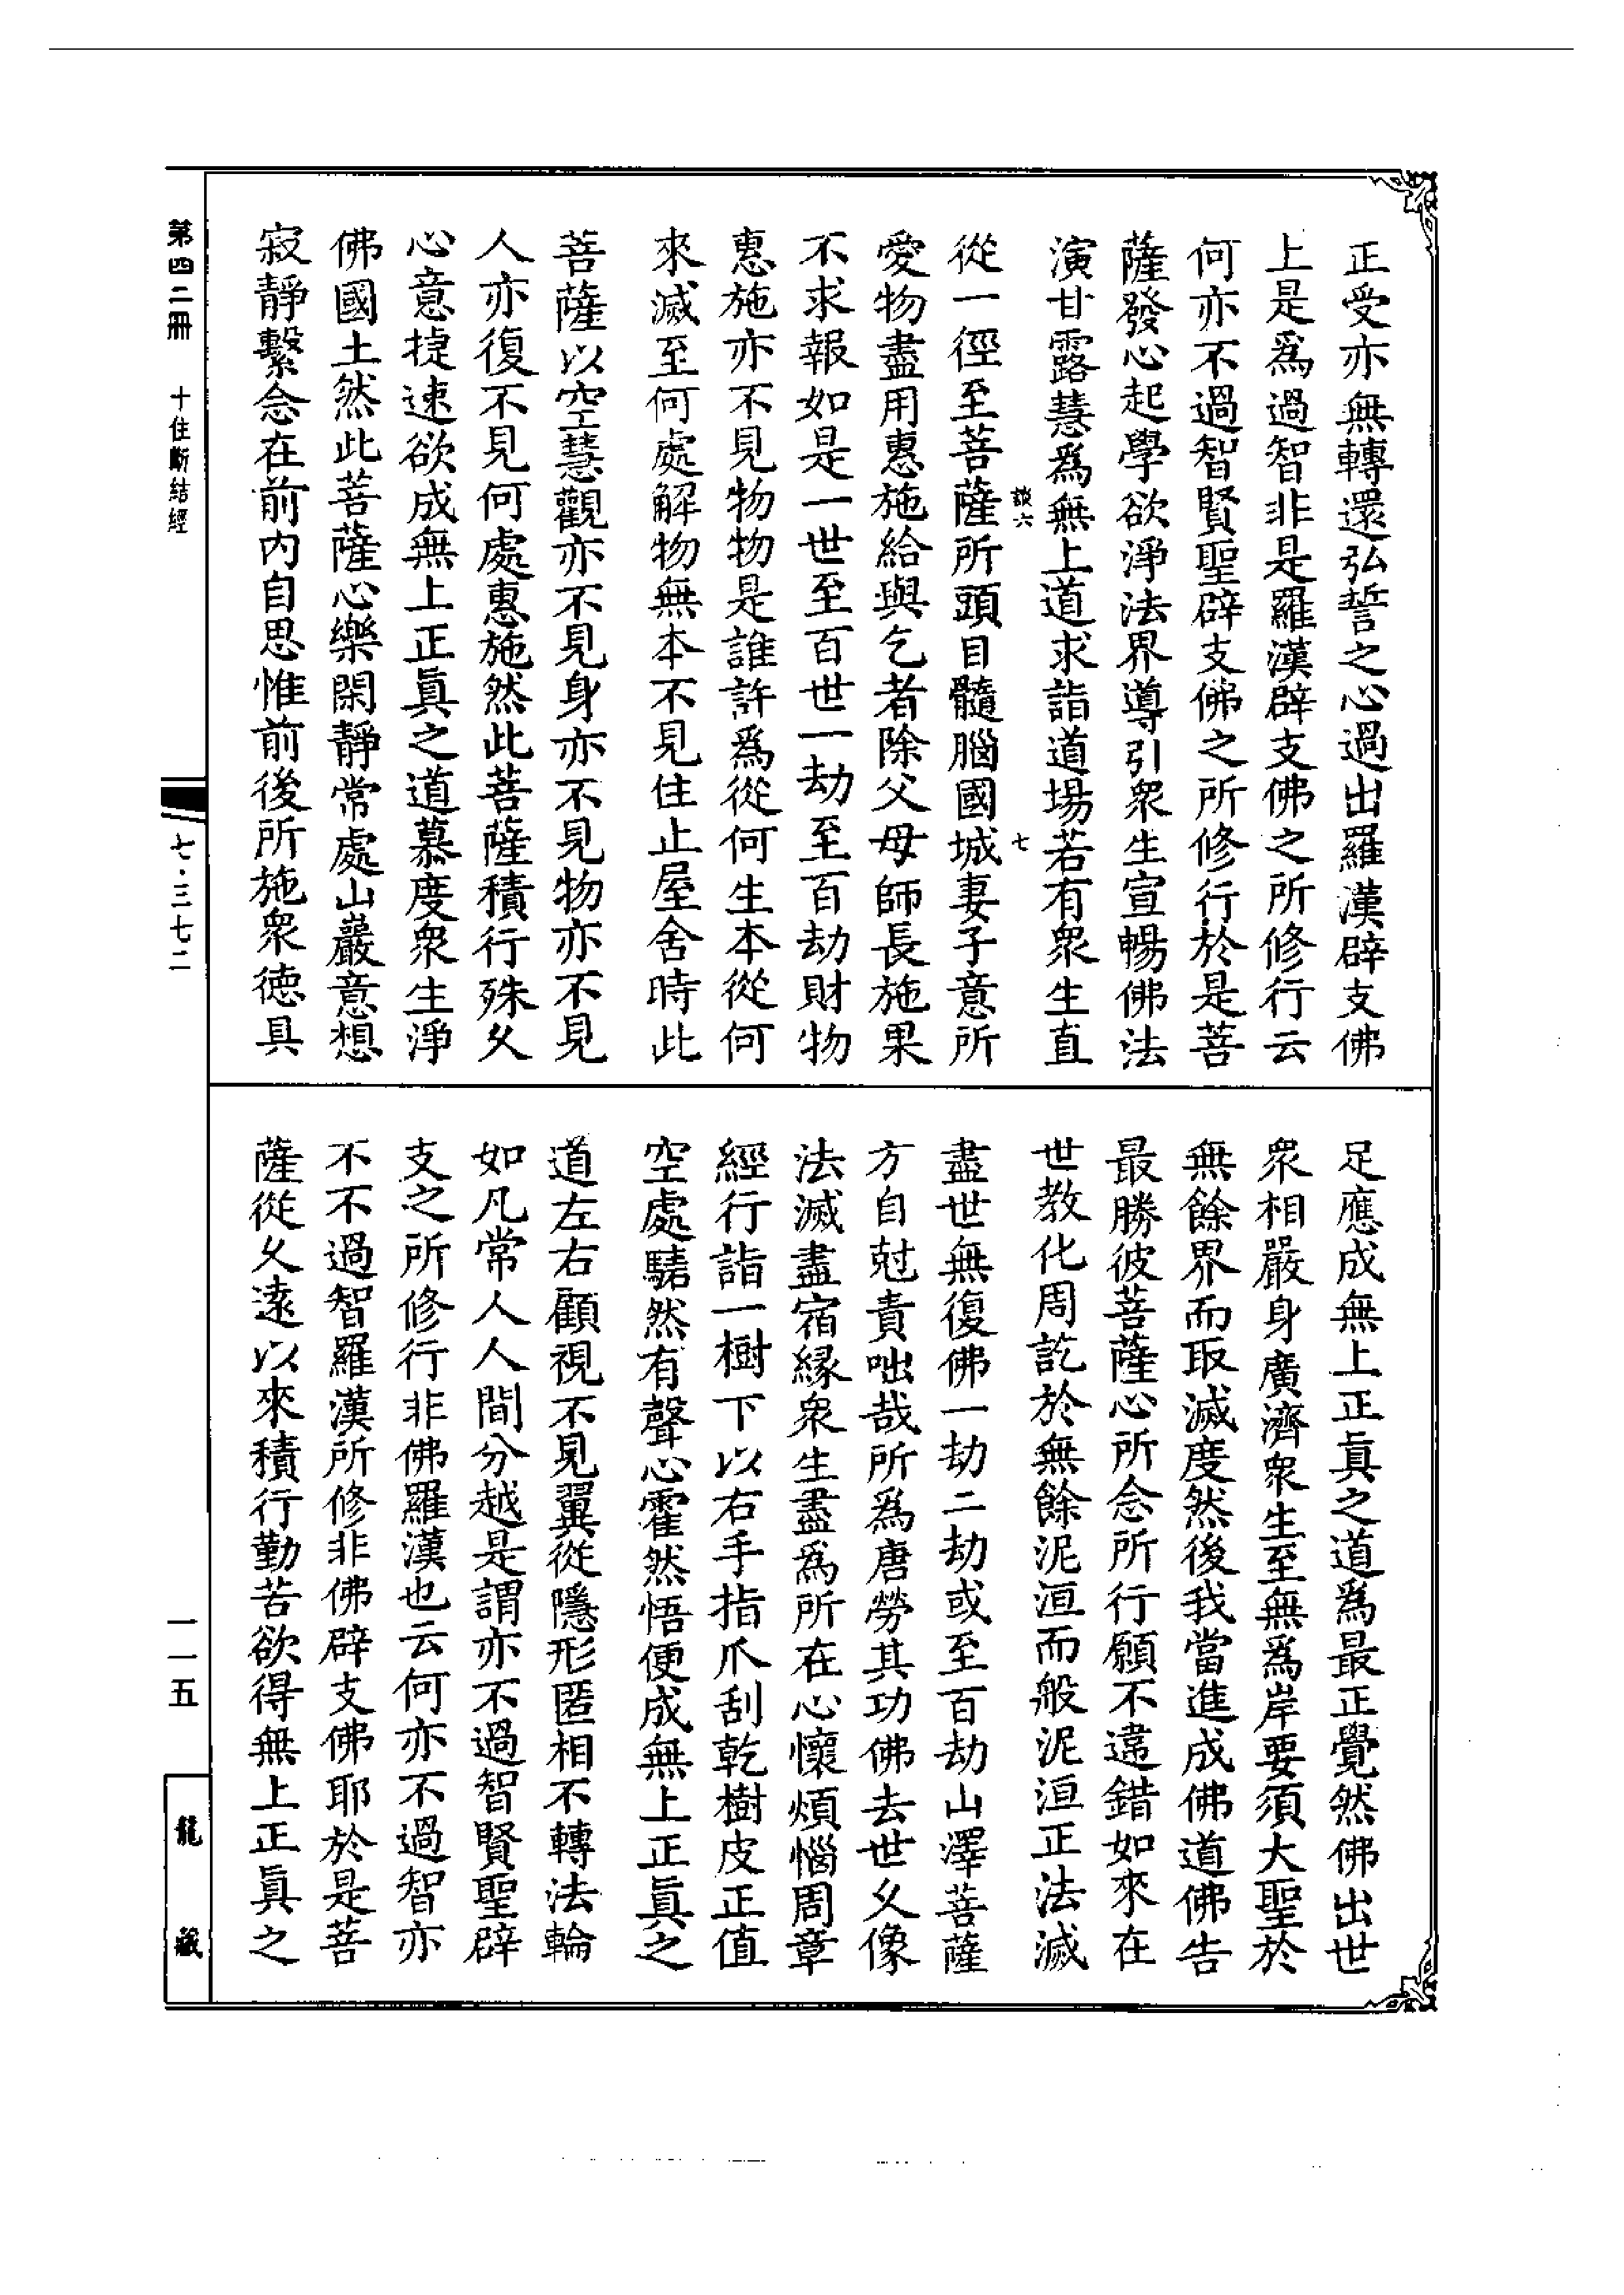 正受亦無轉還弘誓之心過出羅漢辟支佛
上是爲過智非是羅漢辟支佛之所修行云
何亦不過智賢聖辟支佛之所修行於是菩
薩發心起學欲淨法界導引衆生宣暢佛法
演甘露慧爲無上道求詣道場若有衆生直
談六
七
從一徑至菩薩所頭目髓腦國城妻子意所
愛物盡用惠施給與乞者除父母師長施果
不求報如是一世至百世一劫至百劫財物
惠施亦不見物物是誰許爲從何生本從何
來滅至何處解物無本不見住止屋舍時此
菩薩以空慧觀亦不見身亦不見物亦不見
人亦復不見何處惠施然此菩薩積行殊久
心意捷速欲成無上正眞之道慕度衆生淨
佛國土然此菩薩心樂閑靜常處山巖意想
寂靜繫念在前内自思惟前後所施衆德具
足應成無上正眞之道爲最正覺然佛出世
衆相嚴身廣濟衆生至無爲岸要須大聖於
無餘界而取滅度然後我當進成佛道佛告
最勝彼菩薩心所念所行願不違錯如來在
世教化周訖於無餘泥洹而般泥洹正法滅
盡世無復佛一劫二劫或至百劫山澤菩薩
方自尅責咄哉所爲唐勞其功佛去世久像
法滅盡宿緣衆生盡爲所在心懷煩惱周章
經行詣一樹下以右手指爪刮乾樹皮正值
空處騞然有聲心霍然悟便成無上正眞之
道左右顧視不見翼從隱形匿相不轉法輪
如凡常人人間分越是謂亦不過智賢聖辟
支之所修行非佛羅漢也云何亦不過智亦
不不過智羅漢所修非佛辟支佛耶於是菩
薩從久遠以來積行勤苦欲得無上正眞之
第四二冊 十住斷結經
七·三七二
一一五
龍藏